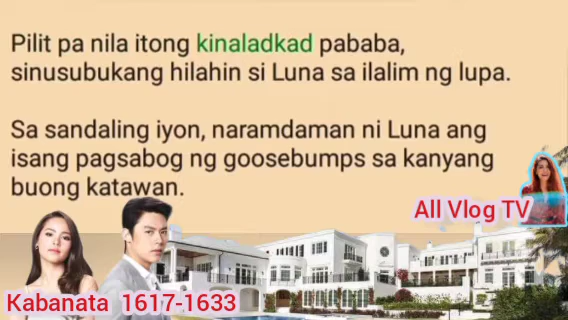 Pilit pa nila itong kinaladkad pababa,
sinusubukang hilahin si Luna sa ilalim ng lupa.
Sa sandaling iyon, naramdaman ni Luna ang
isang pagsabog ng goosebumps sa kanyang
buong katawan.
All Vlog TV
Kabanata 1617-1633